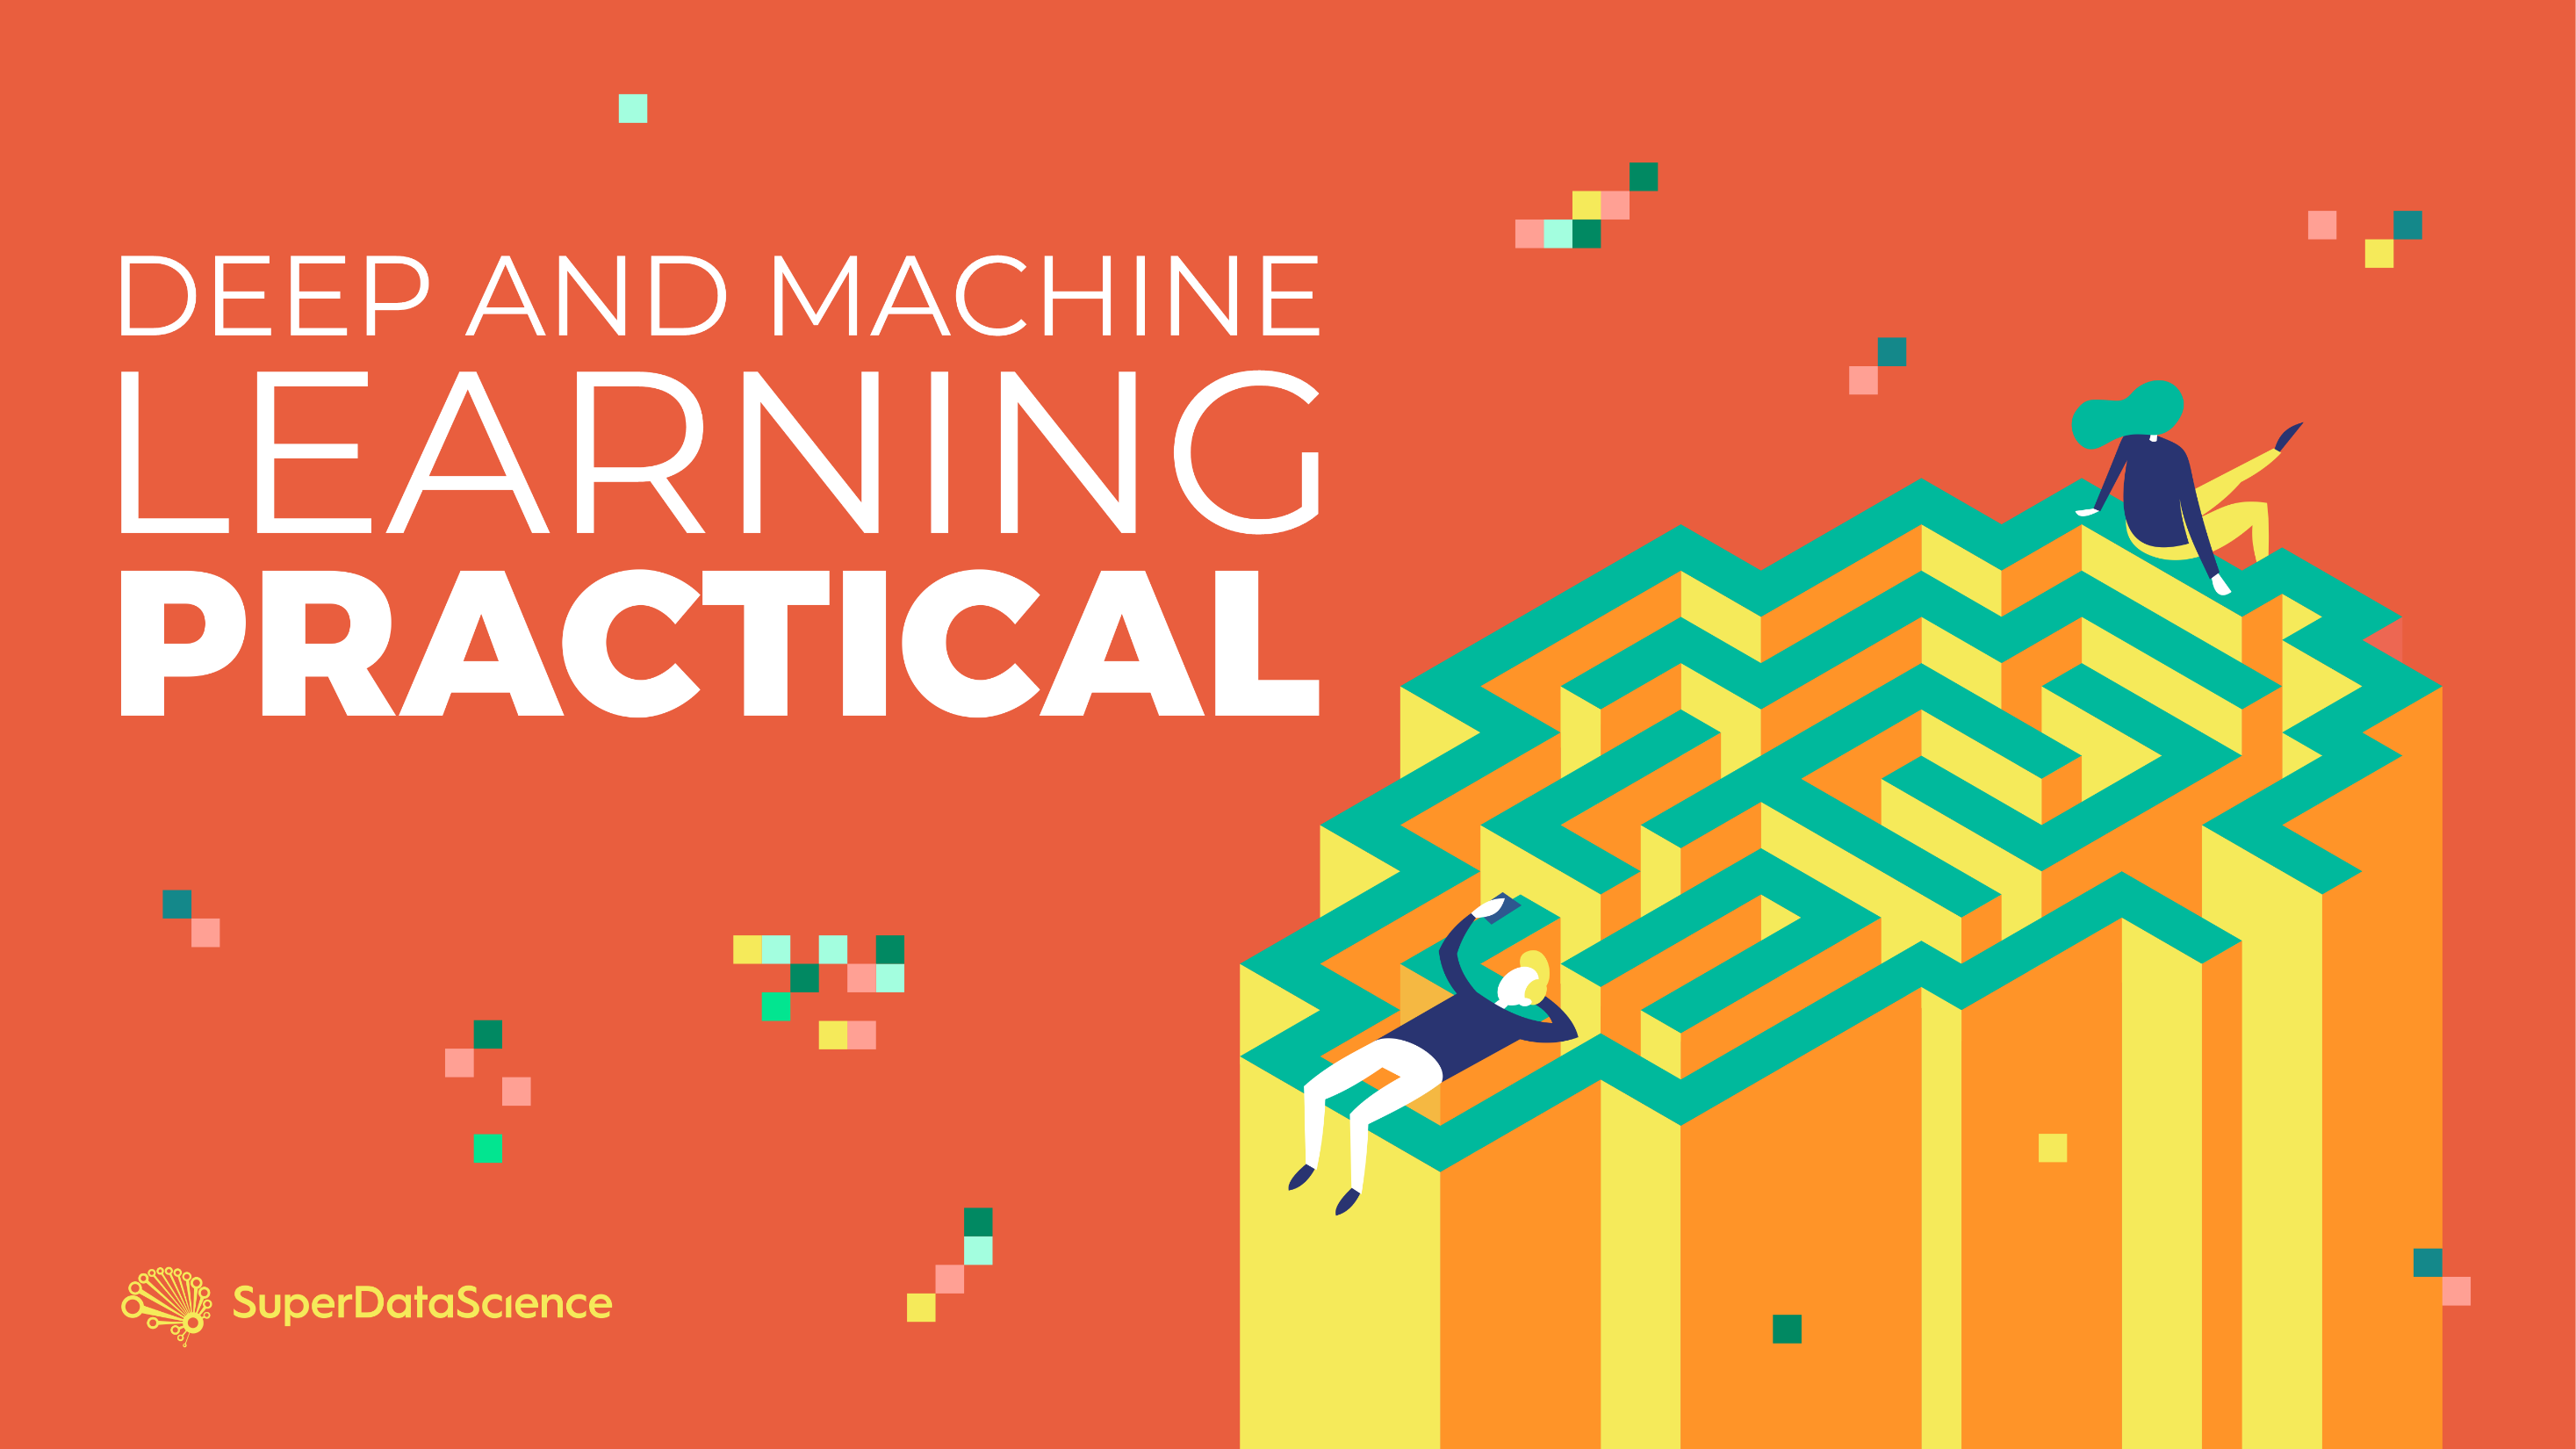 DEEP AND MACHINE
LEARNING
PRACTICAL
SuperDataScience